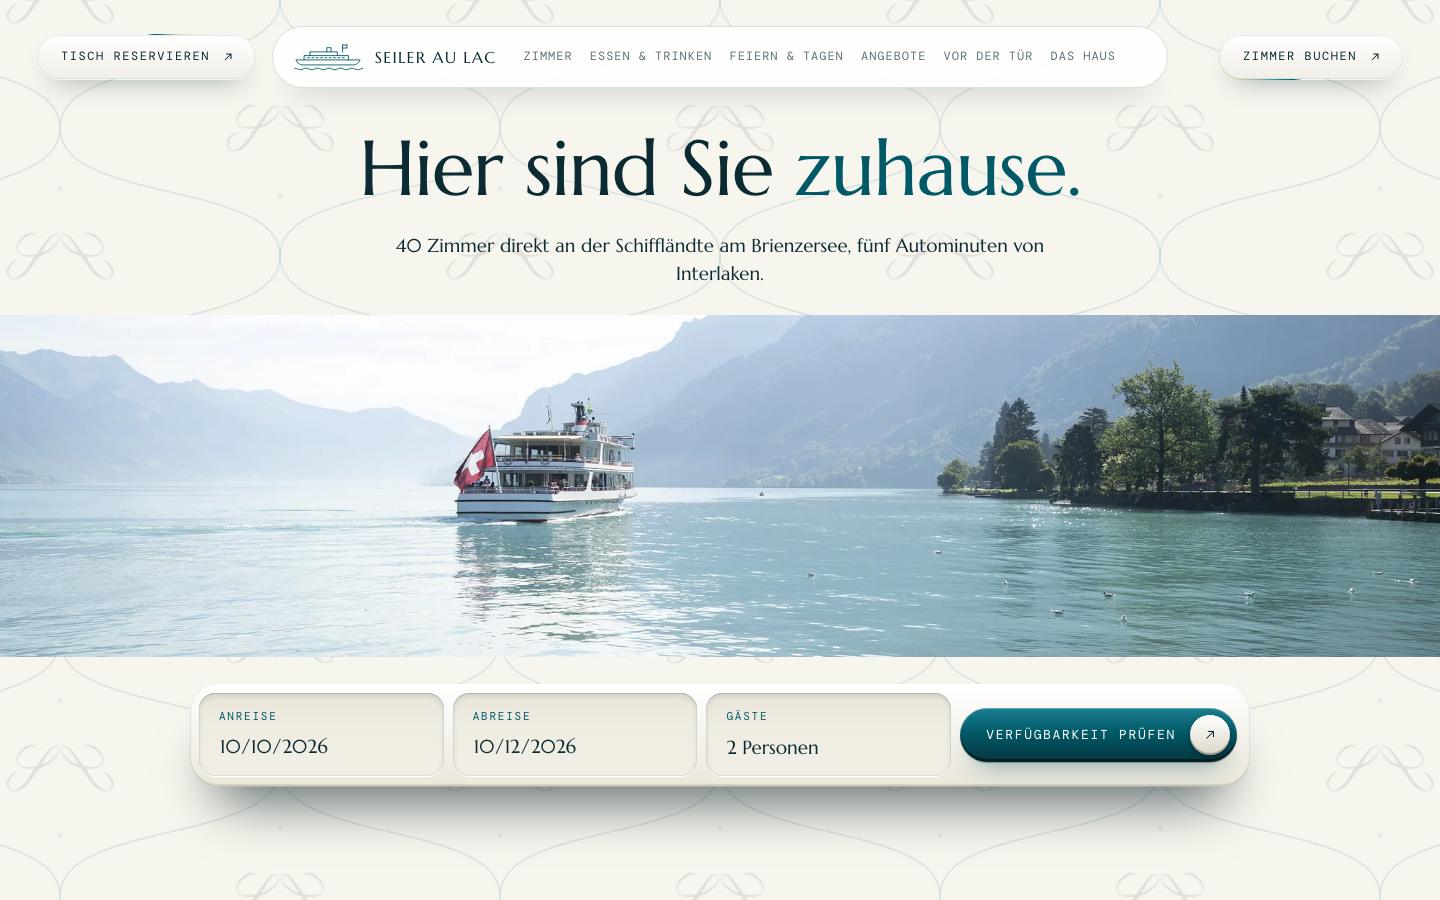 TISCH RESERVIEREN
SEILER AU LAC
ZIMMER
ESSEN & TRINKEN
FEIERN & TAGEN
ANGEBOTE
VOR DER TÜR
DAS HAUS
ZIMMER BUCHEN
Hier sind Sie zuhause.
40 Zimmer direkt an der Schiffländte am Brienzersee, fünf Autominuten von
Interlaken.
ANREISE
10/10/2026
ABREISE
10/12/2026
GÄSTE
2 Personen
VERFÜGBARKEIT PRÜFEN